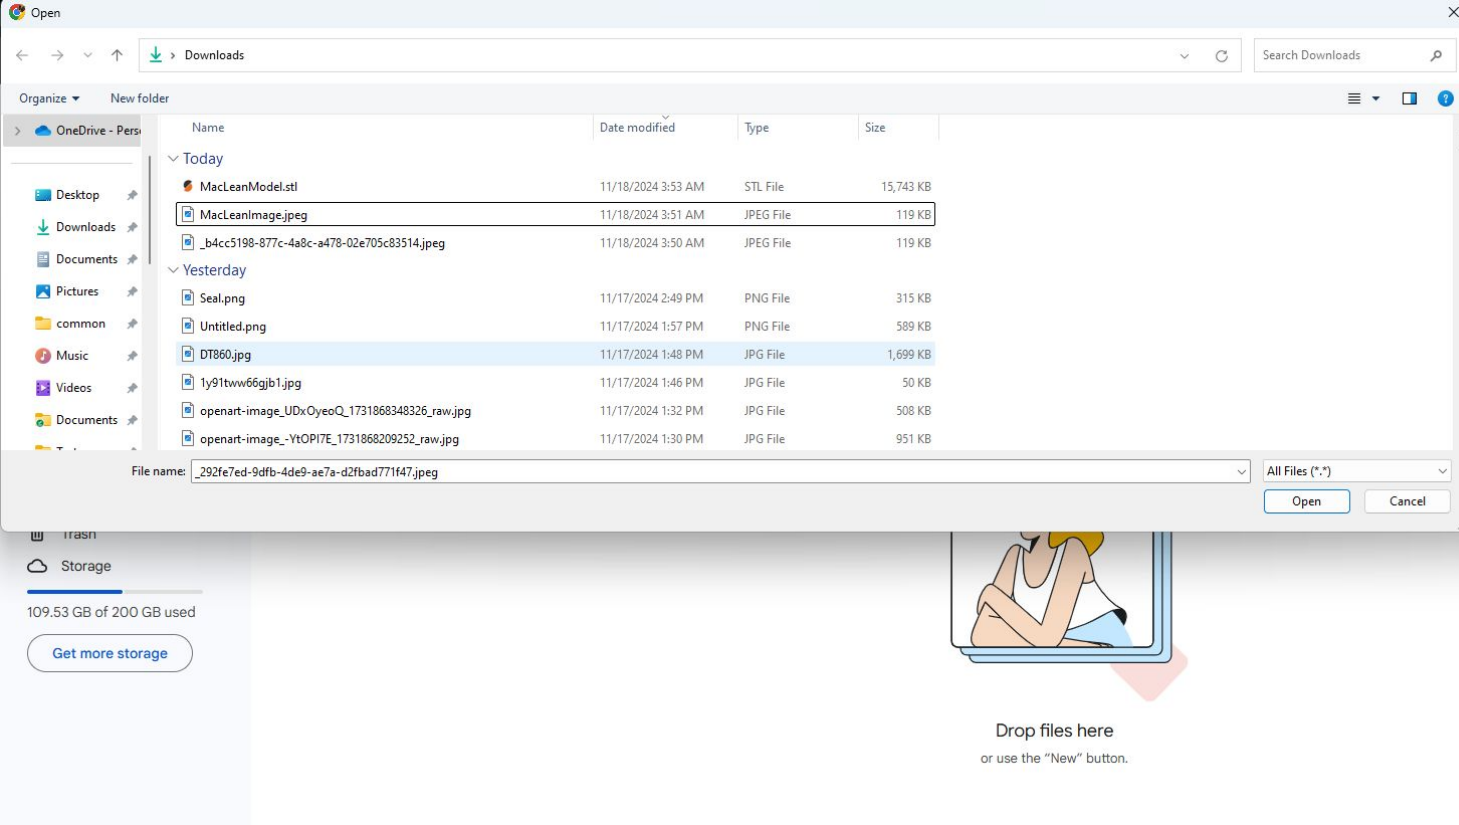 Open
Downloads
Search Downloads
Organize
New folder
OneDrive - Pers
Name
Date modified
Type
Size
Today
MacLeanModel.stl 11/18/2024 3:53 AM STL File 15,743 KB
MacLeanImage.jpeg 11/18/2024 3:51 AM JPEG File 119 KB
_b4cc5198-877c-4a8c-a478-02e705c83514.jpeg 11/18/2024 3:50 AM JPEG File 119 KB
Yesterday
Seal.png 11/17/2024 2:49 PM PNG File 315 KB
Untitled.png 11/17/2024 1:57 PM PNG File 589 KB
DT860.jpg 11/17/2024 1:48 PM JPG File 1,699 KB
1y91tww66gjb1.jpg 11/17/2024 1:46 PM JPG File 50 KB
openart-image_UDxOyeoQ_1731868348326_raw.jpg 11/17/2024 1:32 PM JPG File 508 KB
openart-image_-YtOPI7E_1731868209252_raw.jpg 11/17/2024 1:30 PM JPG File 951 KB
Desktop
Downloads
Documents
Pictures
common
Music
Videos
Documents
File name: _292fe7ed-9dfb-4de9-ae7a-d2fbad771f47.jpeg
All Files (*.*)
Open
Cancel
Trash
Storage
109.53 GB of 200 GB used
Get more storage
Drop files here
or use the “New” button.